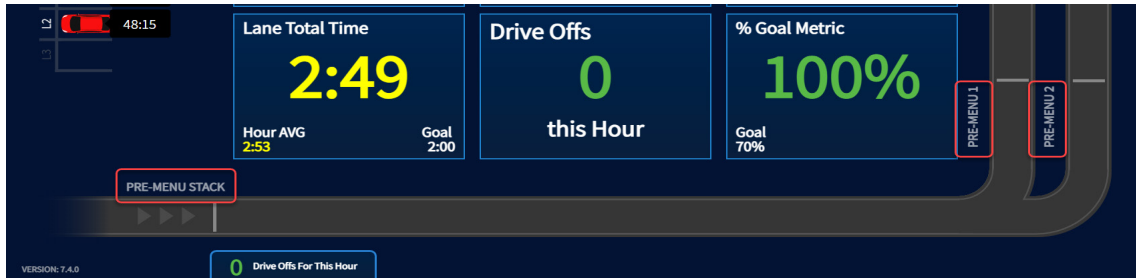 L2
48:15
L3
Lane Total Time
2:49
Hour AVG
2:53
Goal
2:00
Drive Offs
0
this Hour
% Goal Metric
100%
Goal
70%
PRE-MENU 1
PRE-MENU 2
PRE-MENU STACK
VERSION: 7.4.0
0 Drive Offs For This Hour